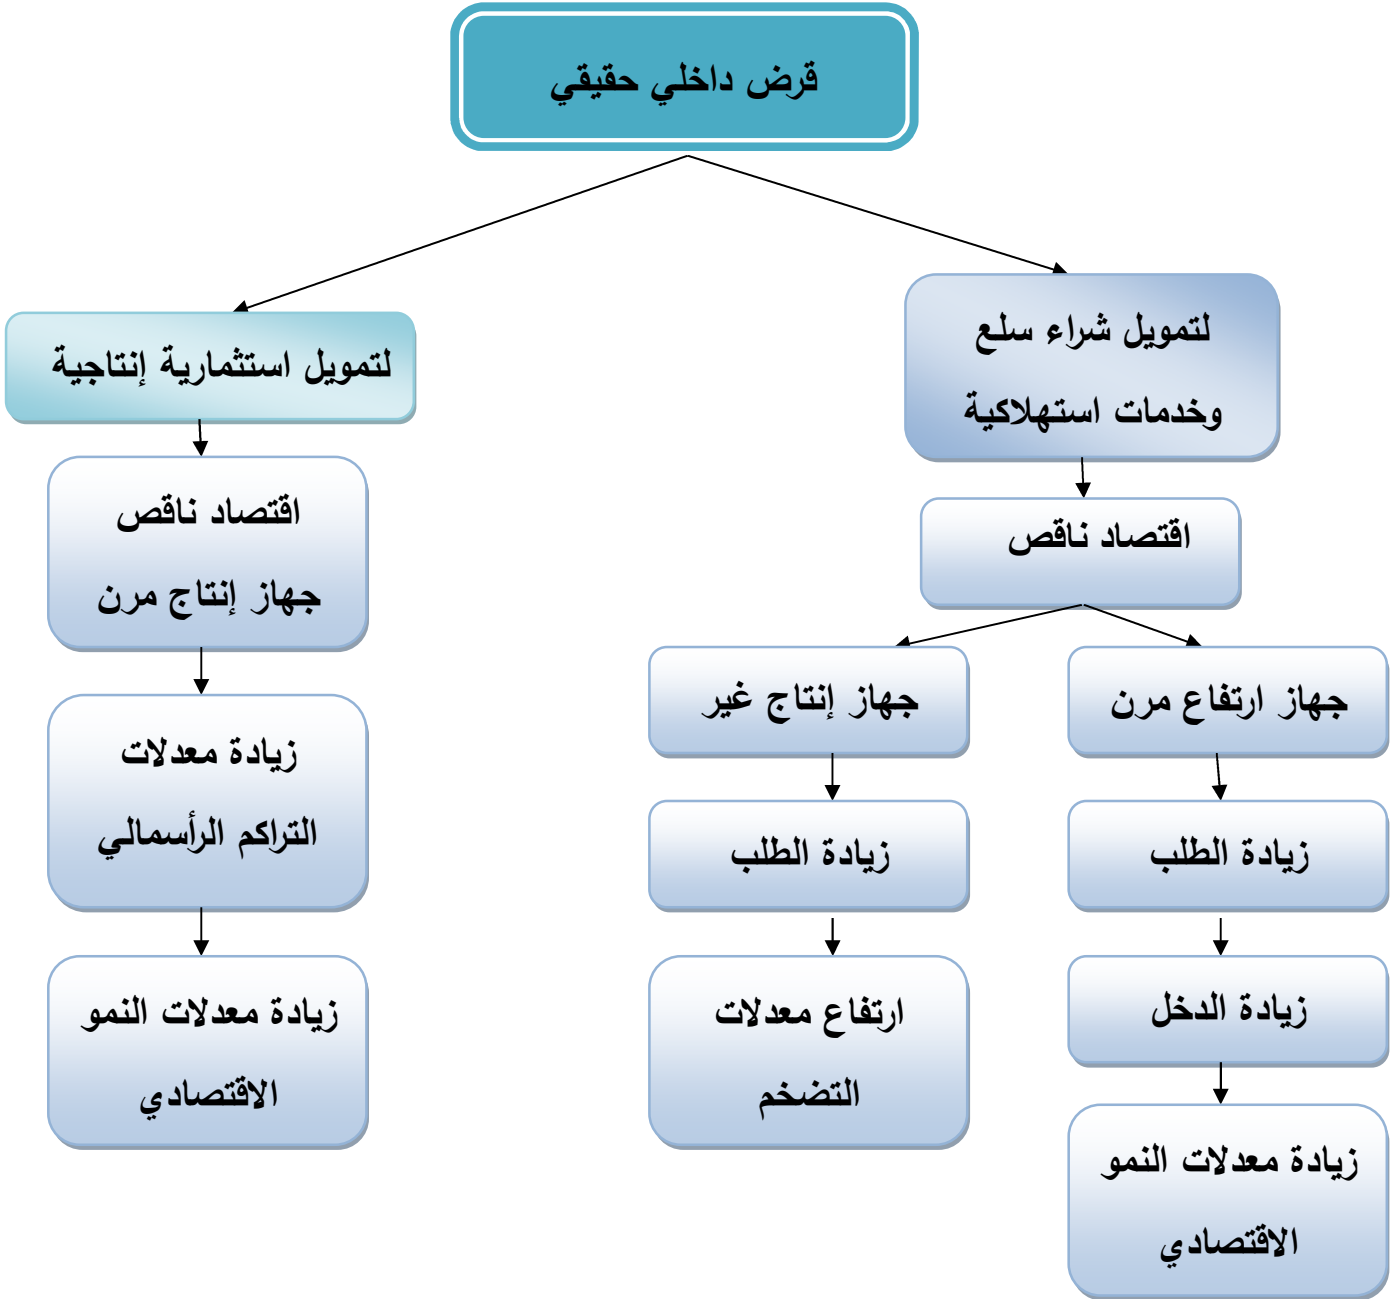 قرض داخلي حقيقي
لتمويل شراء سلع
وخدمات استهلاكية
لتمويل استثمارية إنتاجية
اقتصاد ناقص
جهاز إنتاج مرن
اقتصاد ناقص
جهاز ارتفاع مرن
جهاز إنتاج غير
زيادة معدلات
التراكم الرأسمالي
زيادة الطلب
زيادة الطلب
زيادة الدخل
ارتفاع معدلات
التضخم
زيادة معدلات النمو
الاقتصادي
زيادة معدلات النمو
الاقتصادي